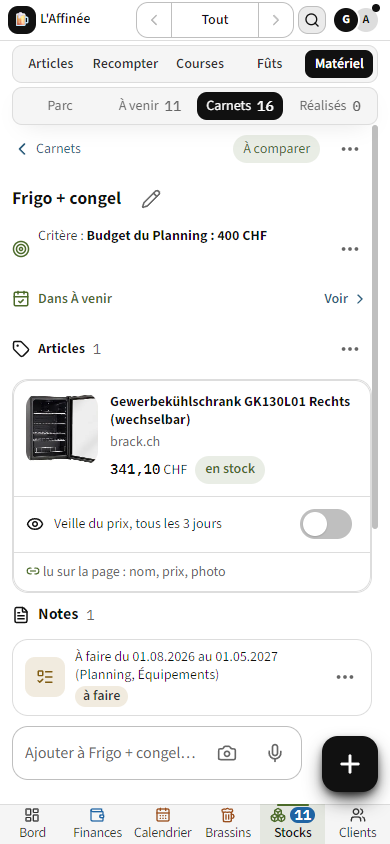 L'Affinée
Tout
G
A
Articles
Recompter
Courses
Fûts
Matériel
Parc
À venir 11
Carnets 16
Réalisés 0
Carnets
À comparer
Frigo + congel
Critère : Budget du Planning : 400 CHF
Dans À venir
Voir
Articles 1
Gewerbekühlschrank GK130L01 Rechts
(wechselbar)
brack.ch
341,10 CHF
en stock
Veille du prix, tous les 3 jours
lu sur la page : nom, prix, photo
Notes 1
À faire du 01.08.2026 au 01.05.2027
(Planning, Équipements)
à faire
Ajouter à Frigo + congel…
11
Bord
Finances
Calendrier
Brassins
Stocks
Clients